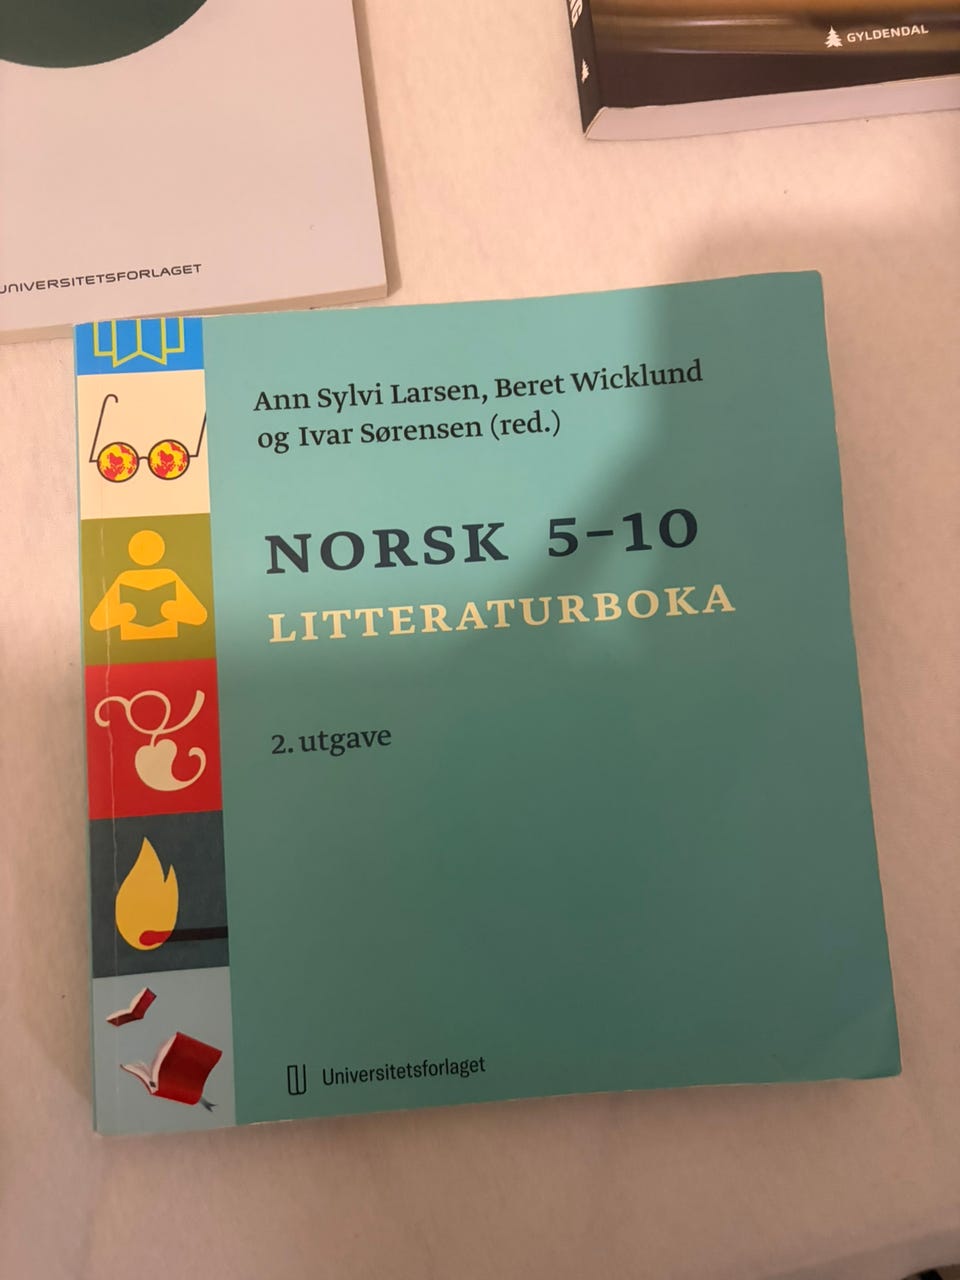 GYLDENDAL
UNIVERSITETSFORLAGET
Ann Sylvi Larsen, Beret Wicklund
og Ivar Sørensen (red.)
NORSK 5–10
LITTERATURBOKA
2. utgave
Universitetsforlaget